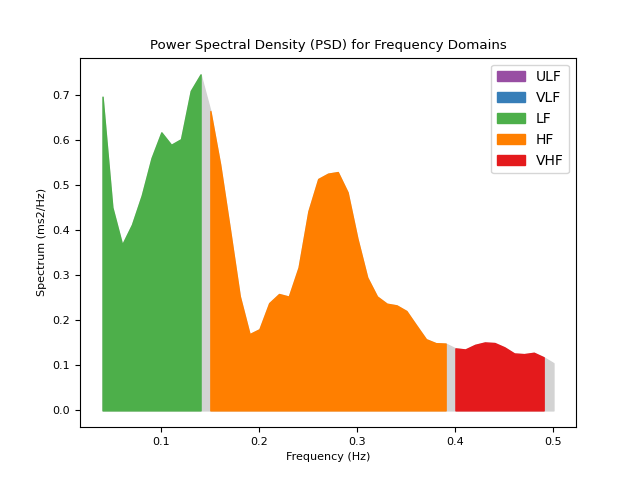 Power Spectral Density (PSD) for Frequency Domains
ULF
VLF
LF
HF
VHF
Spectrum (ms2/Hz)
0.7
0.6
0.5
0.4
0.3
0.2
0.1
0.0
0.1 0.2 0.3 0.4 0.5
Frequency (Hz)